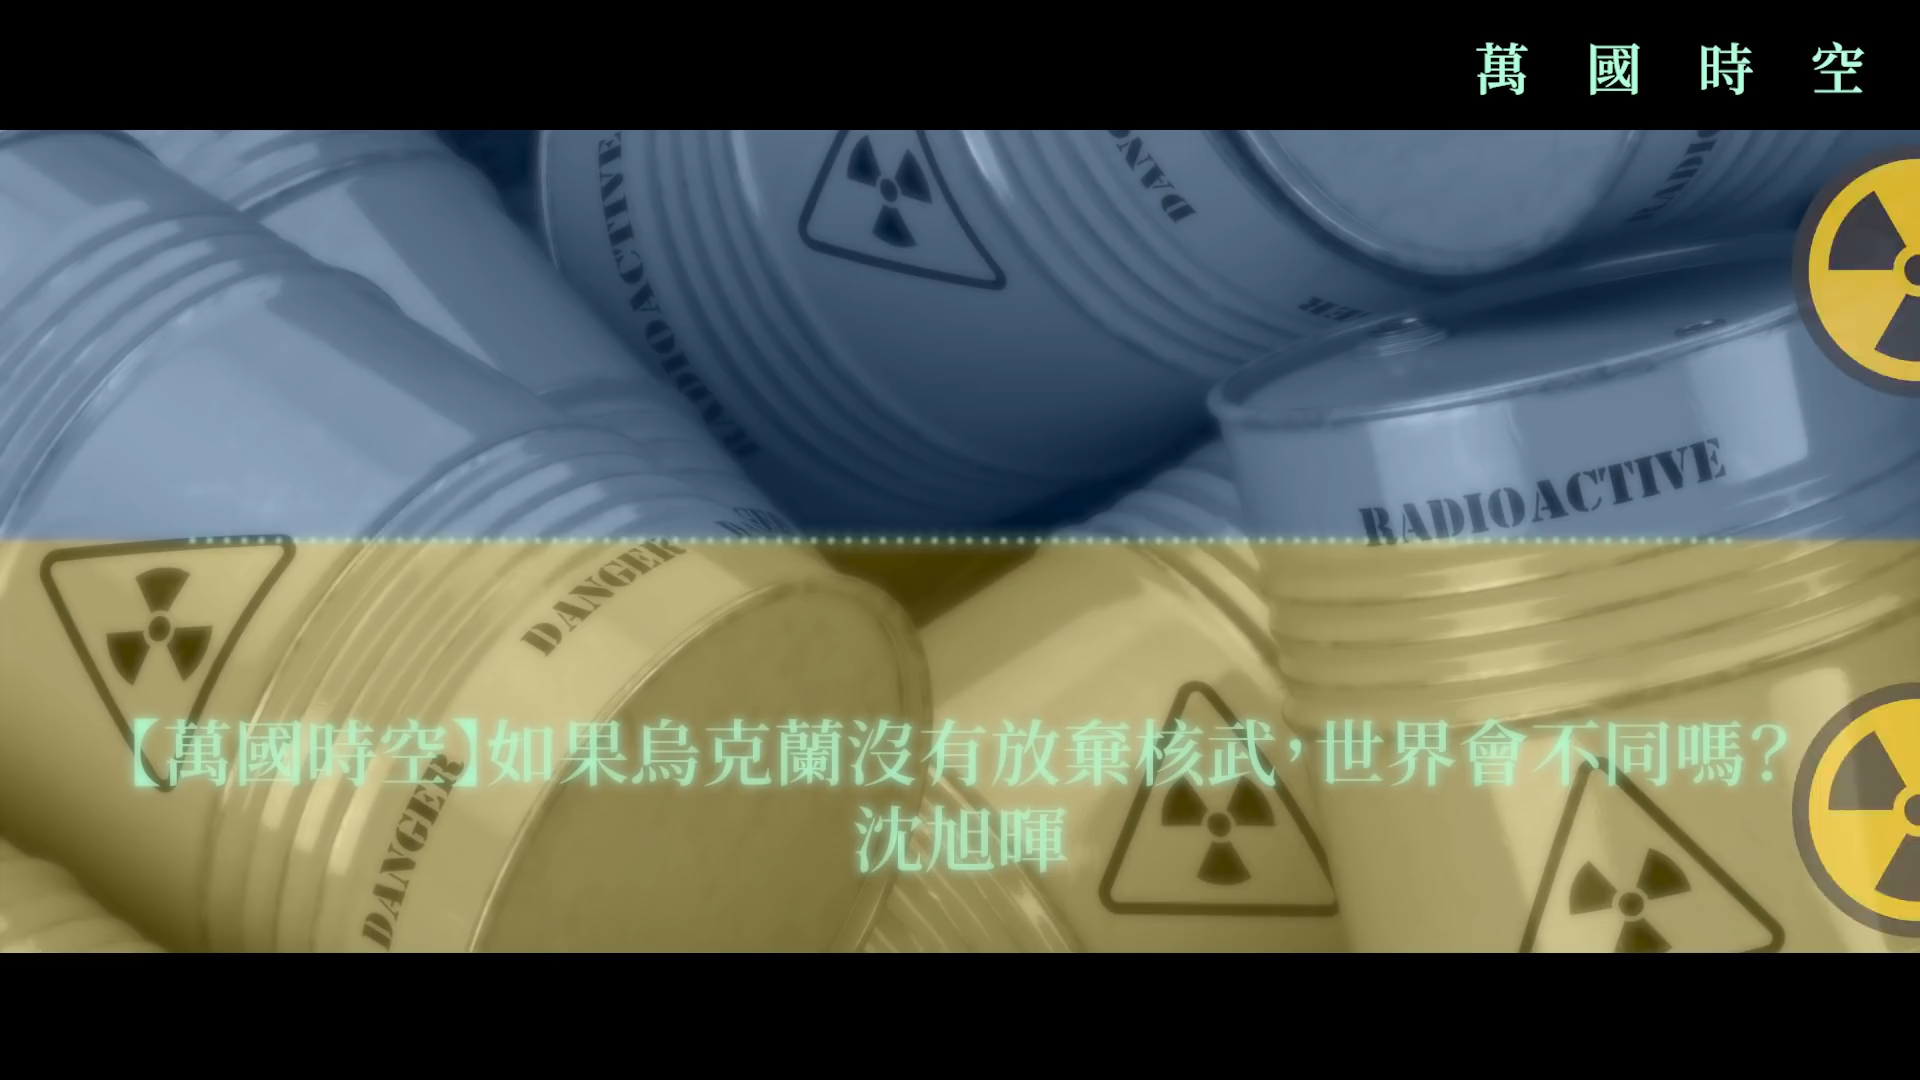 萬國時空
RADIOACTIVE
DANGER
RADIOACTIVE
DANGER
DANGER
【萬國時空】如果烏克蘭沒有放棄核武，世界會不同嗎？
沈旭暉